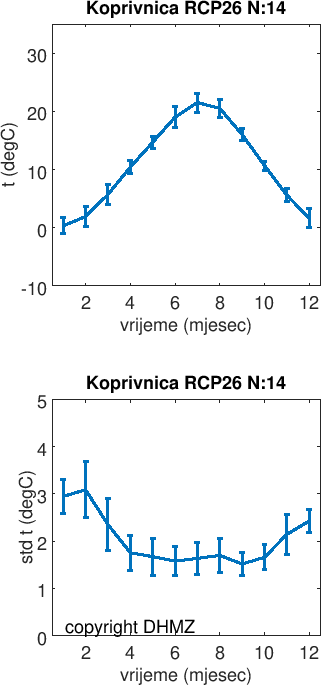 Koprivnica RCP26 N:14
30
20
10
0
-10
t (degC)
2 4 6 8 10 12
vrijeme (mjesec)
Koprivnica RCP26 N:14
5
4
3
2
1
0
std t (degC)
copyright DHMZ
2 4 6 8 10 12
vrijeme (mjesec)